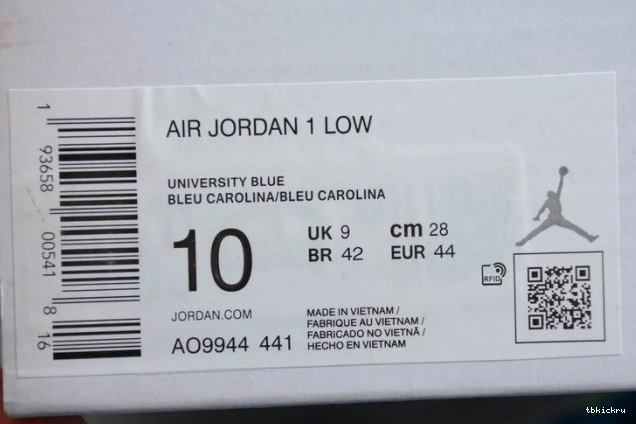 AIR JORDAN 1 LOW
UNIVERSITY BLUE
BLEU CAROLINA/BLEU CAROLINA
10
UK 9 cm 28
BR 42 EUR 44
RFID
JORDAN.COM
AO9944 441
MADE IN VIETNAM /
FABRIQUE AU VIETNAM /
FABRICADO NO VIETNÃ /
HECHO EN VIETNAM
1 93658 00541 8 16
tbkickru